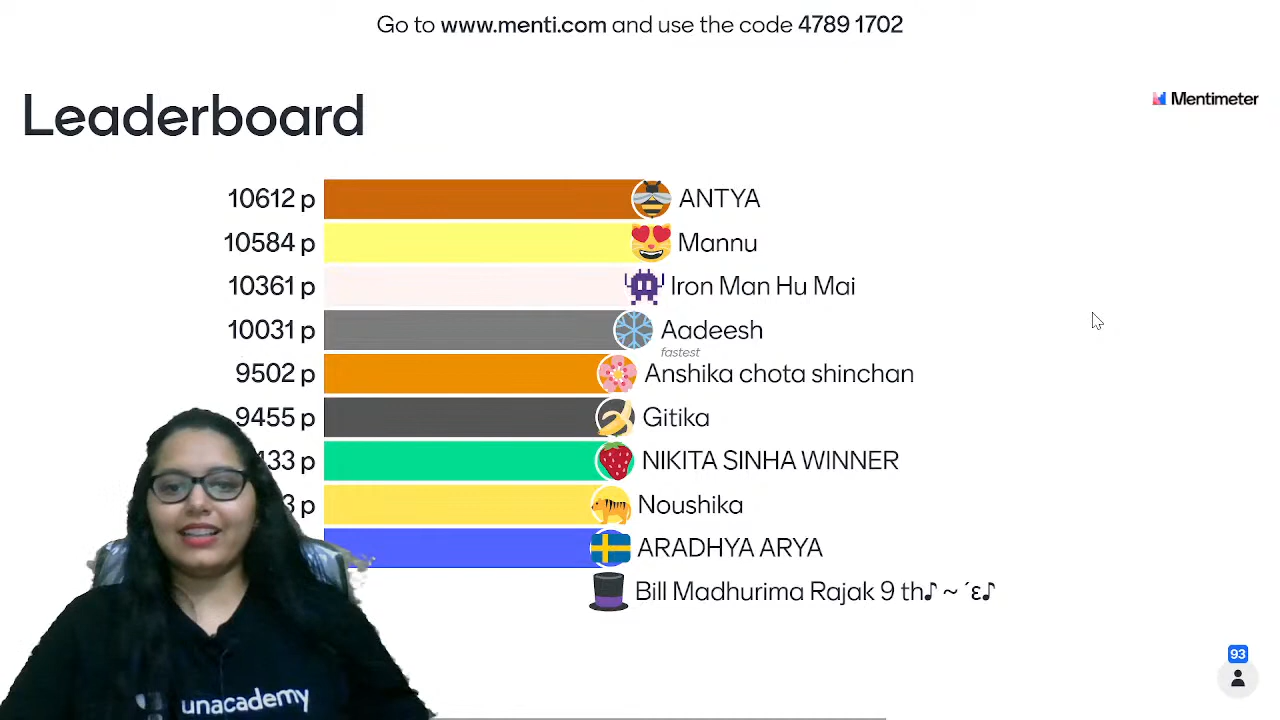 Go to www.menti.com and use the code 4789 1702
Leaderboard
Mentimeter
10612 p ANTYA
10584 p Mannu
10361 p Iron Man Hu Mai
10031 p Aadeesh
fastest
9502 p Anshika chota shinchan
9455 p Gitika
433 p NIKITA SINHA WINNER
3 p Noushika
ARADHYA ARYA
Bill Madhurima Rajak 9 th♪ ~ ´ε♪
93
unacademy